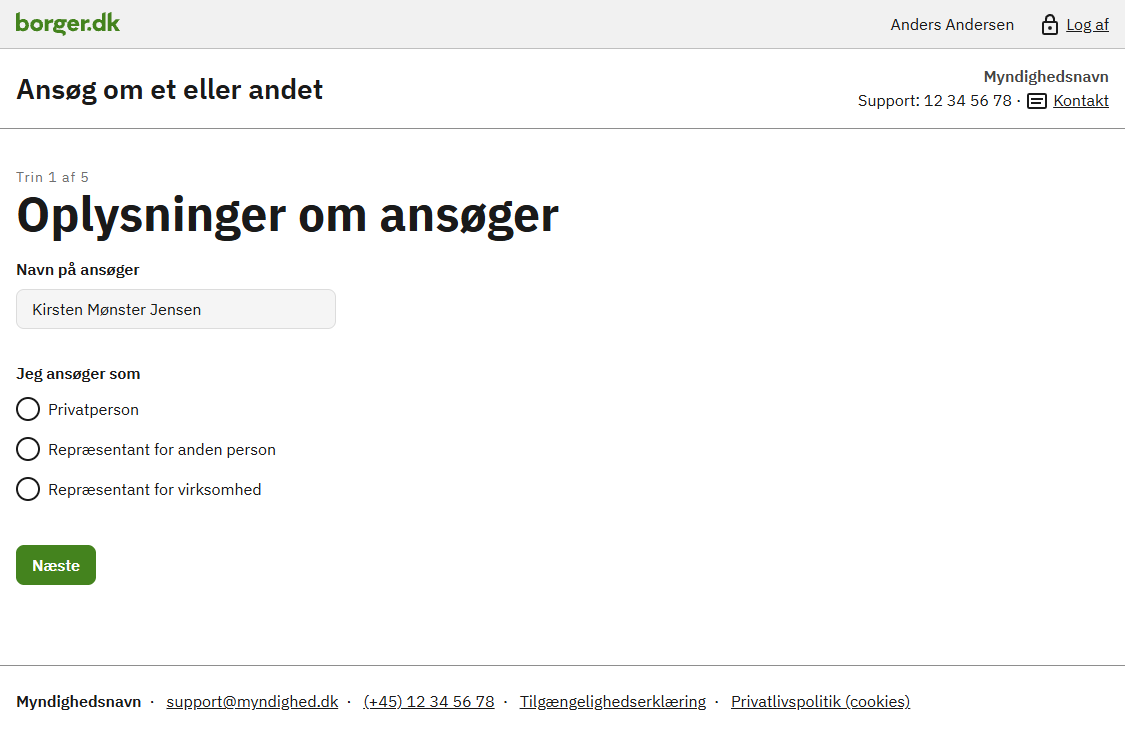 borger.dk
Anders Andersen
Log af
Ansøg om et eller andet
Myndighedsnavn
Support: 12 34 56 78 · Kontakt
Trin 1 af 5
Oplysninger om ansøger
Navn på ansøger
Kirsten Mønster Jensen
Jeg ansøger som
Privatperson
Repræsentant for anden person
Repræsentant for virksomhed
Næste
Myndighedsnavn · support@myndighed.dk · (+45) 12 34 56 78 · Tilgængelighedserklæring · Privatlivspolitik (cookies)